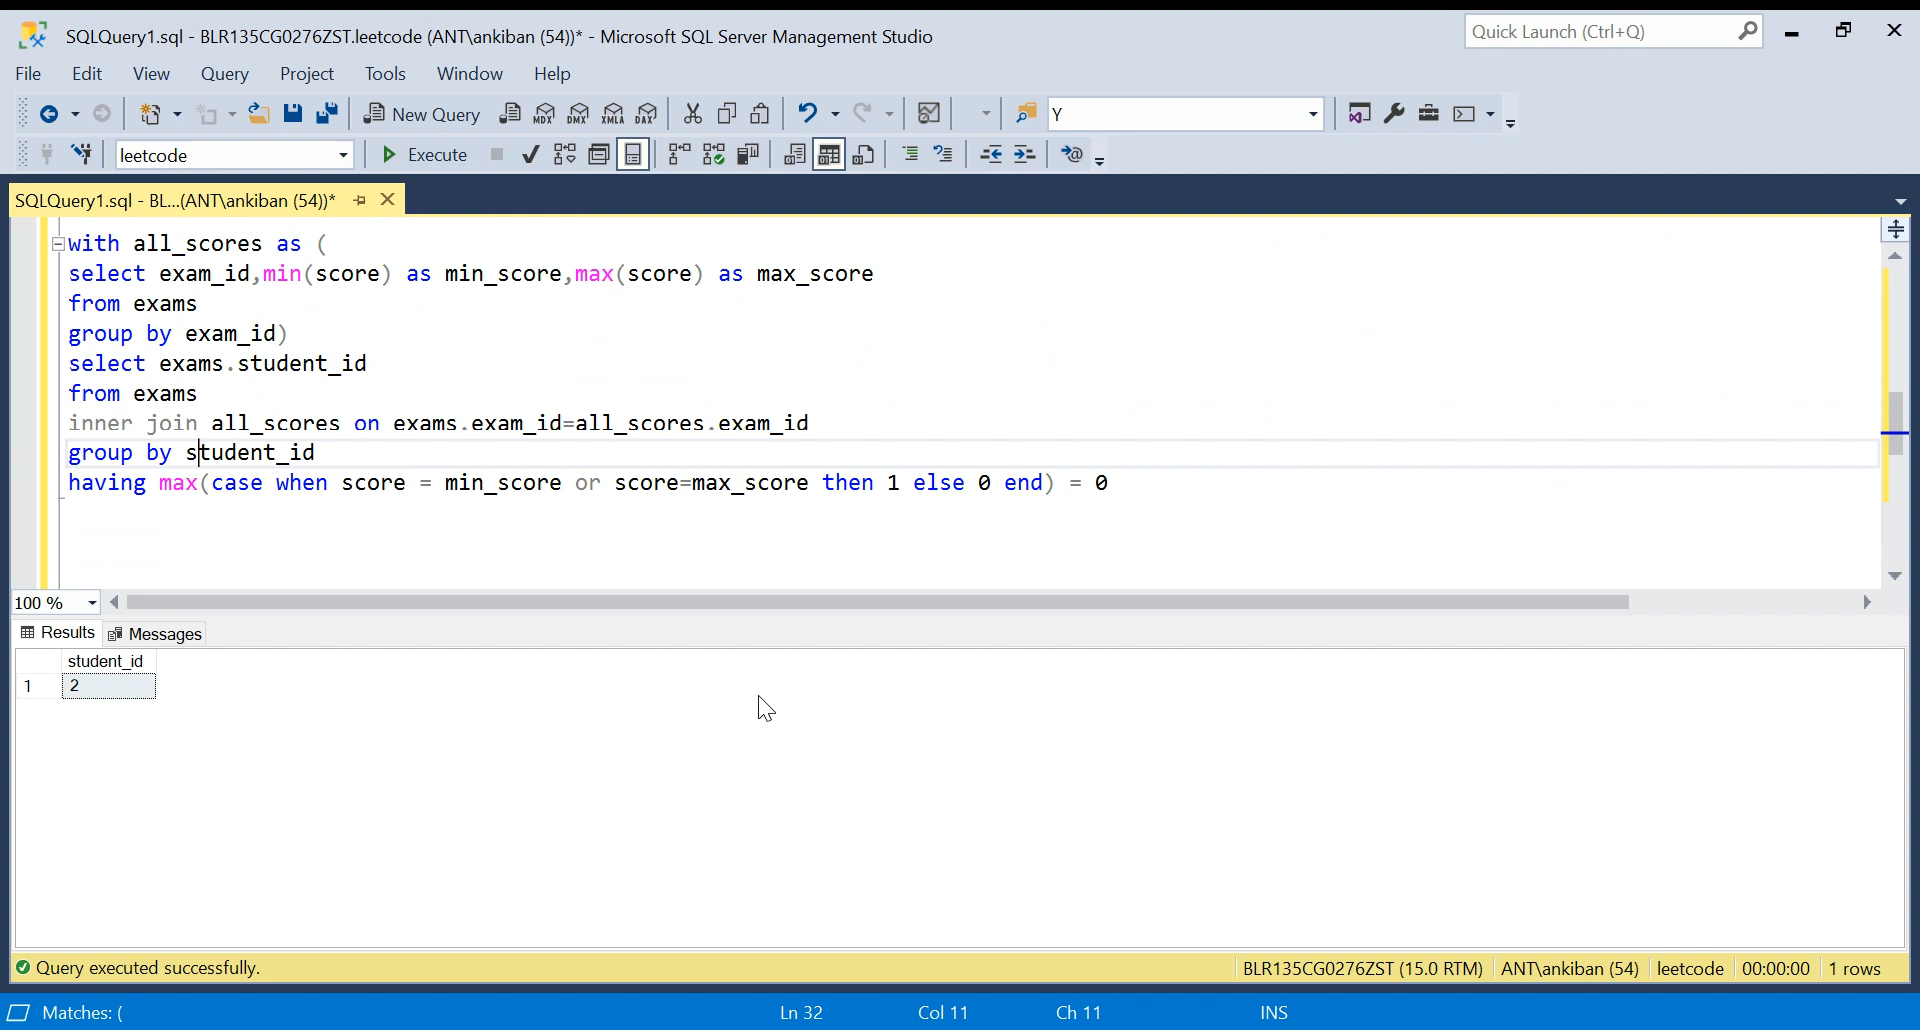 SQLQuery1.sql - BLR135CG0276ZST.leetcode (ANT\ankiban (54))* - Microsoft SQL Server Management Studio
Quick Launch (Ctrl+Q)
File Edit View Query Project Tools Window Help
New Query MDX DMX XMLA DAX Y
leetcode Execute
SQLQuery1.sql - BL...(ANT\ankiban (54))*
with all_scores as (
select exam_id,min(score) as min_score,max(score) as max_score
from exams
group by exam_id)
select exams.student_id
from exams
inner join all_scores on exams.exam_id=all_scores.exam_id
group by student_id
having max(case when score = min_score or score=max_score then 1 else 0 end) = 0
100 %
Results Messages
student_id
1 2
Query executed successfully. BLR135CG0276ZST (15.0 RTM) ANT\ankiban (54) leetcode 00:00:00 1 rows
Matches: ( Ln 32 Col 11 Ch 11 INS